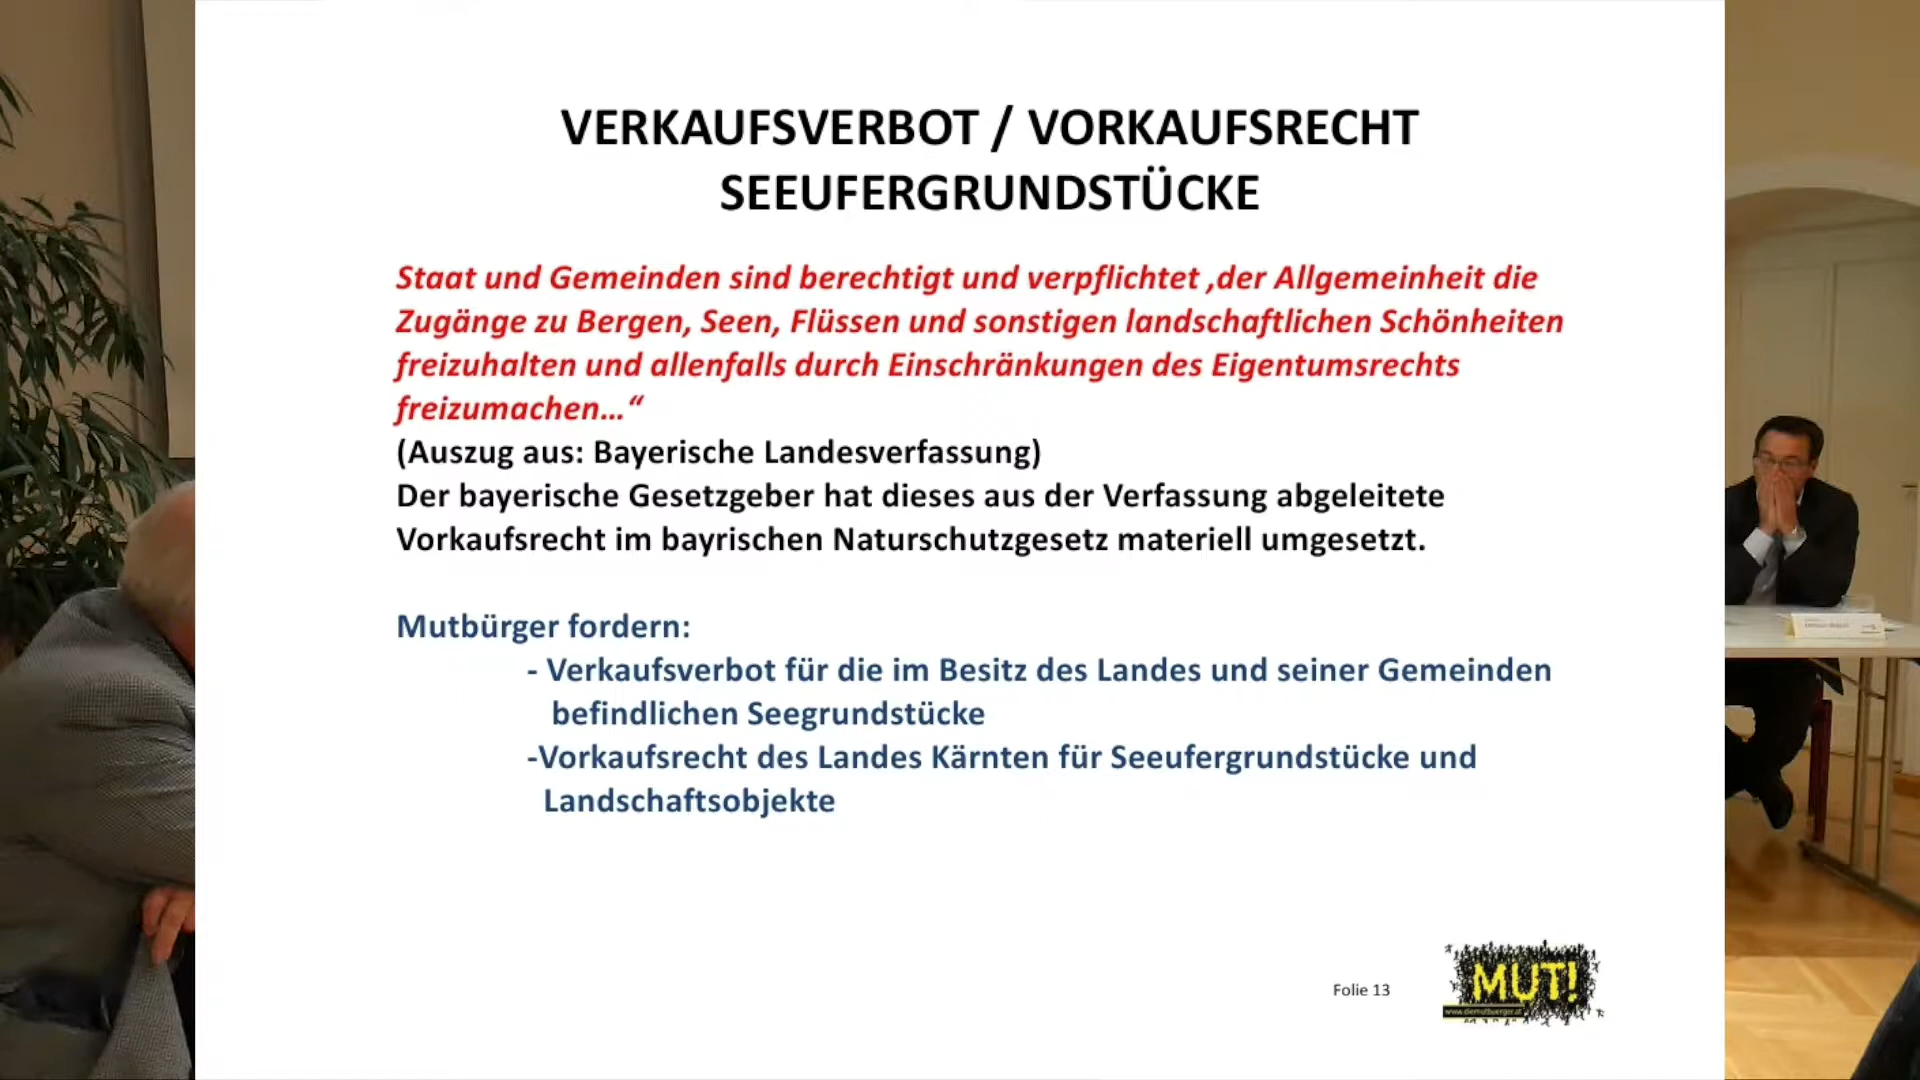 VERKAUFSVERBOT / VORKAUFSRECHT
SEEUFERGRUNDSTÜCKE
Staat und Gemeinden sind berechtigt und verpflichtet ,der Allgemeinheit die
Zugänge zu Bergen, Seen, Flüssen und sonstigen landschaftlichen Schönheiten
freizuhalten und allenfalls durch Einschränkungen des Eigentumsrechts
freizumachen…“
(Auszug aus: Bayerische Landesverfassung)
Der bayerische Gesetzgeber hat dieses aus der Verfassung abgeleitete
Vorkaufsrecht im bayrischen Naturschutzgesetz materiell umgesetzt.
Mutbürger fordern:
- Verkaufsverbot für die im Besitz des Landes und seiner Gemeinden
befindlichen Seegrundstücke
-Vorkaufsrecht des Landes Kärnten für Seeufergrundstücke und
Landschaftsobjekte
Folie 13
MUT!
www.diemutbuerger.at